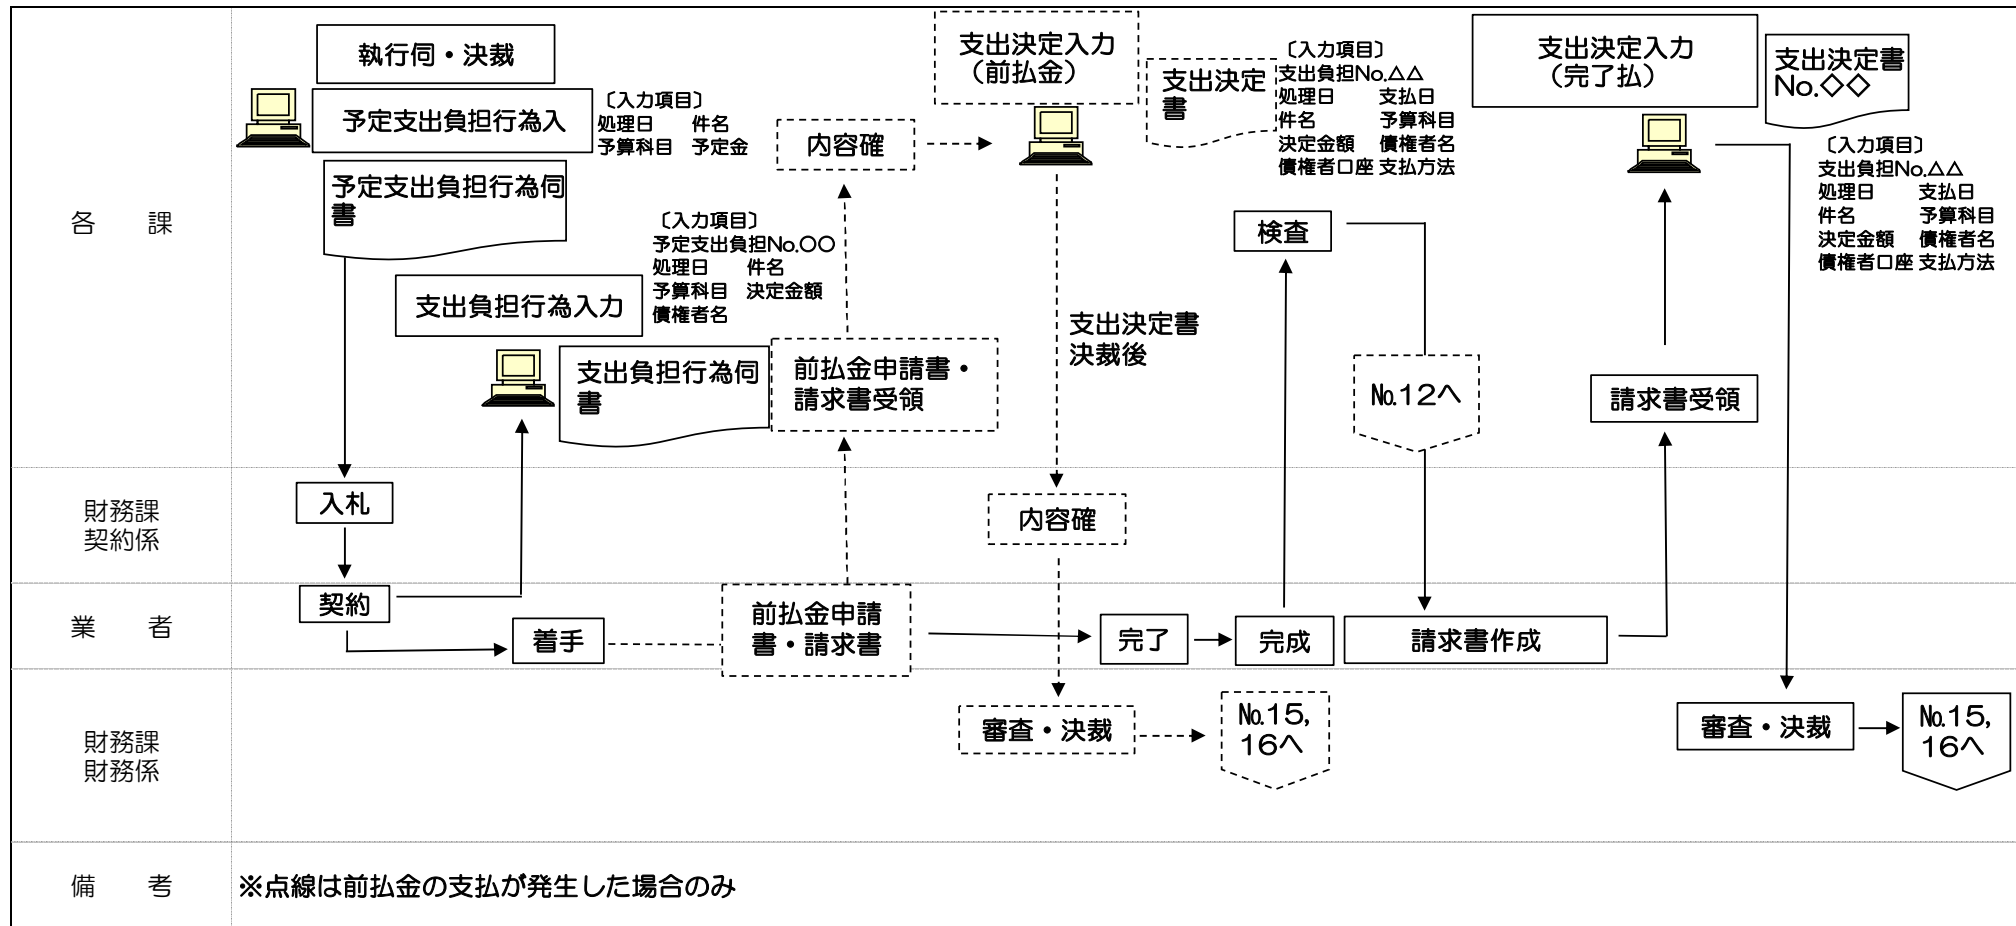 各　　課
執行伺・決裁
予定支出負担行為入
〔入力項目〕
処理日　件名
予算科目　予定金
予定支出負担行為伺
書
支出負担行為入力
〔入力項目〕
予定支出負担No.〇〇
処理日　件名
予算科目　決定金額
債権者名
支出負担行為伺
書
前払金申請書・
請求書受領
内容確
支出決定入力
（前払金）
支出決定
書
〔入力項目〕
支出負担No.△△
処理日　支払日
件名　予算科目
決定金額　債権者名
債権者口座 支払方法
支出決定書
決裁後
検査
No.12へ
支出決定入力
（完了払）
支出決定書
No.◇◇
〔入力項目〕
支出負担No.△△
処理日　支払日
件名　予算科目
決定金額　債権者名
債権者口座 支払方法
請求書受領
財務課
契約係
入札
内容確
業　　者
契約
着手
前払金申請
書・請求書
完了
完成
請求書作成
財務課
財務係
審査・決裁
No.15,
16へ
審査・決裁
No.15,
16へ
備　　考
※点線は前払金の支払が発生した場合のみ